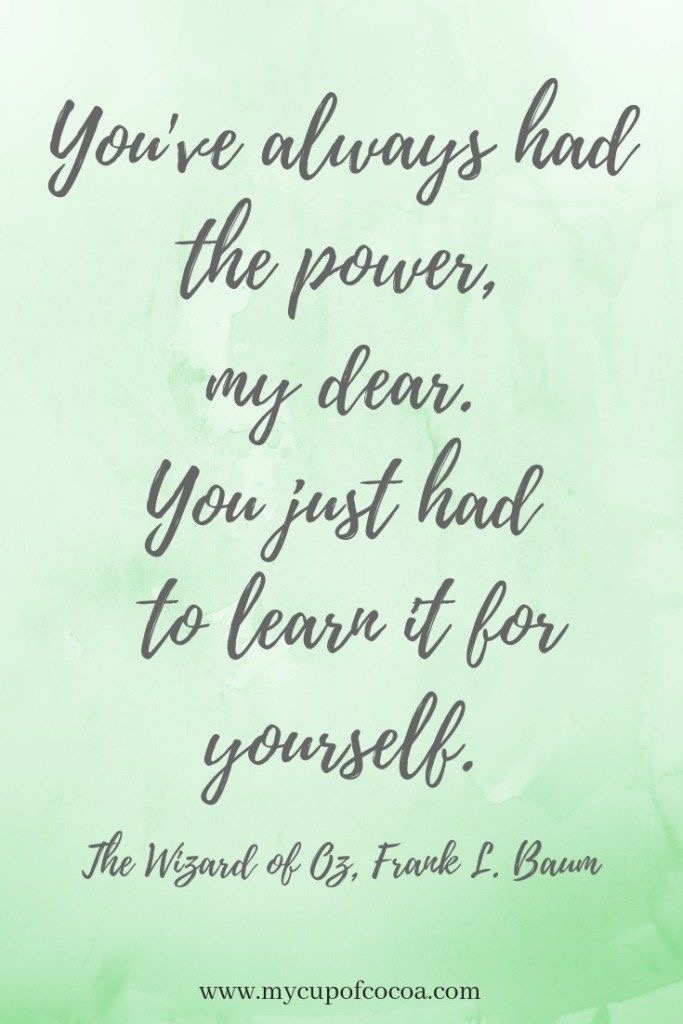 You've always had
the power,
my dear.
You just had
to learn it for
yourself.
The Wizard of Oz, Frank L. Baum
www.mycupofcocoa.com